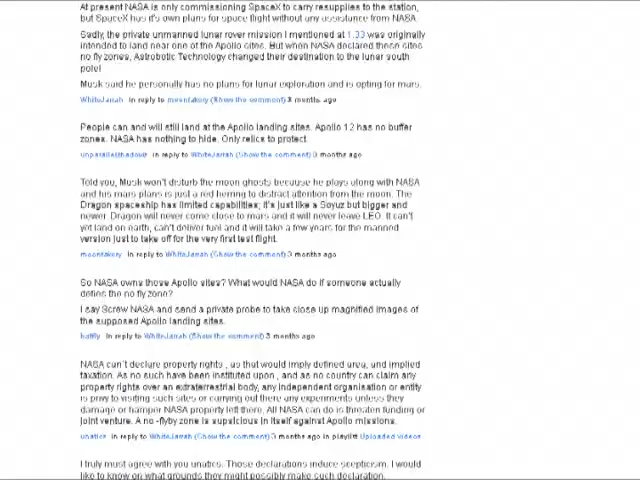 At present NASA is only commissioning SpaceX to carry resupplies to the station,
but SpaceX has it's own plans for space flight without any assistance from NASA.
Sadly, the private unmanned lunar rover mission I mentioned at 1:33 was originally
intended to land near one of the Apollo sites. But when NASA declared these sites
no fly zones, Astrobotic Technology changed their destination to the lunar south
pole!
Musk said he personally has no plans for lunar exploration and is opting for mars.
WhiteJarrah in reply to (Show the comment) 3 months ago
People can and will still land at the Apollo landing sites. Apollo 12 has no buffer
zones. NASA has nothing to hide. Only relics to protect.
unparalleledshadow in reply to WhiteJarrah (Show the comment) 3 months ago
Told you, Musk won't disturb the moon ghosts because he plays along with NASA
and his mars plans is just a red herring to distract attention from the moon. The
Dragon spaceship has limited capabilities; it's just like a Soyuz but bigger and
newer. Dragon will never come close to mars and it will never leave LEO. It can't
yet land on earth, can't deliver fuel and it will take a few years for the manned
version just to take off for the very first test flight.
in reply to WhiteJarrah (Show the comment) 3 months ago
So NASA owns those Apollo sites? What would NASA do if someone actually
defies the no fly zone?
I say Screw NASA and send a private probe to take close up magnified images of
the supposed Apollo landing sites.
in reply to WhiteJarrah (Show the comment) 3 months ago
NASA can't declare property rights , as that would imply defined area, and implied
taxation. As no such have been instituted upon , and as no country can claim any
property rights over an extraterrestrial body, any independent organisation or entity
is privy to visiting such sites or carrying out there any experiments unless they
damage or hamper NASA property left there. All NASA can do is threaten funding or
joint venture. A no -flyby zone is suspicious in itself against Apollo missions.
unatics in reply to WhiteJarrah (Show the comment) 3 months ago in playlist Uploaded videos
I truly must agree with you unatics. Those declarations induce scepticism. I would
like to know on what grounds they might possibly make such declaration.